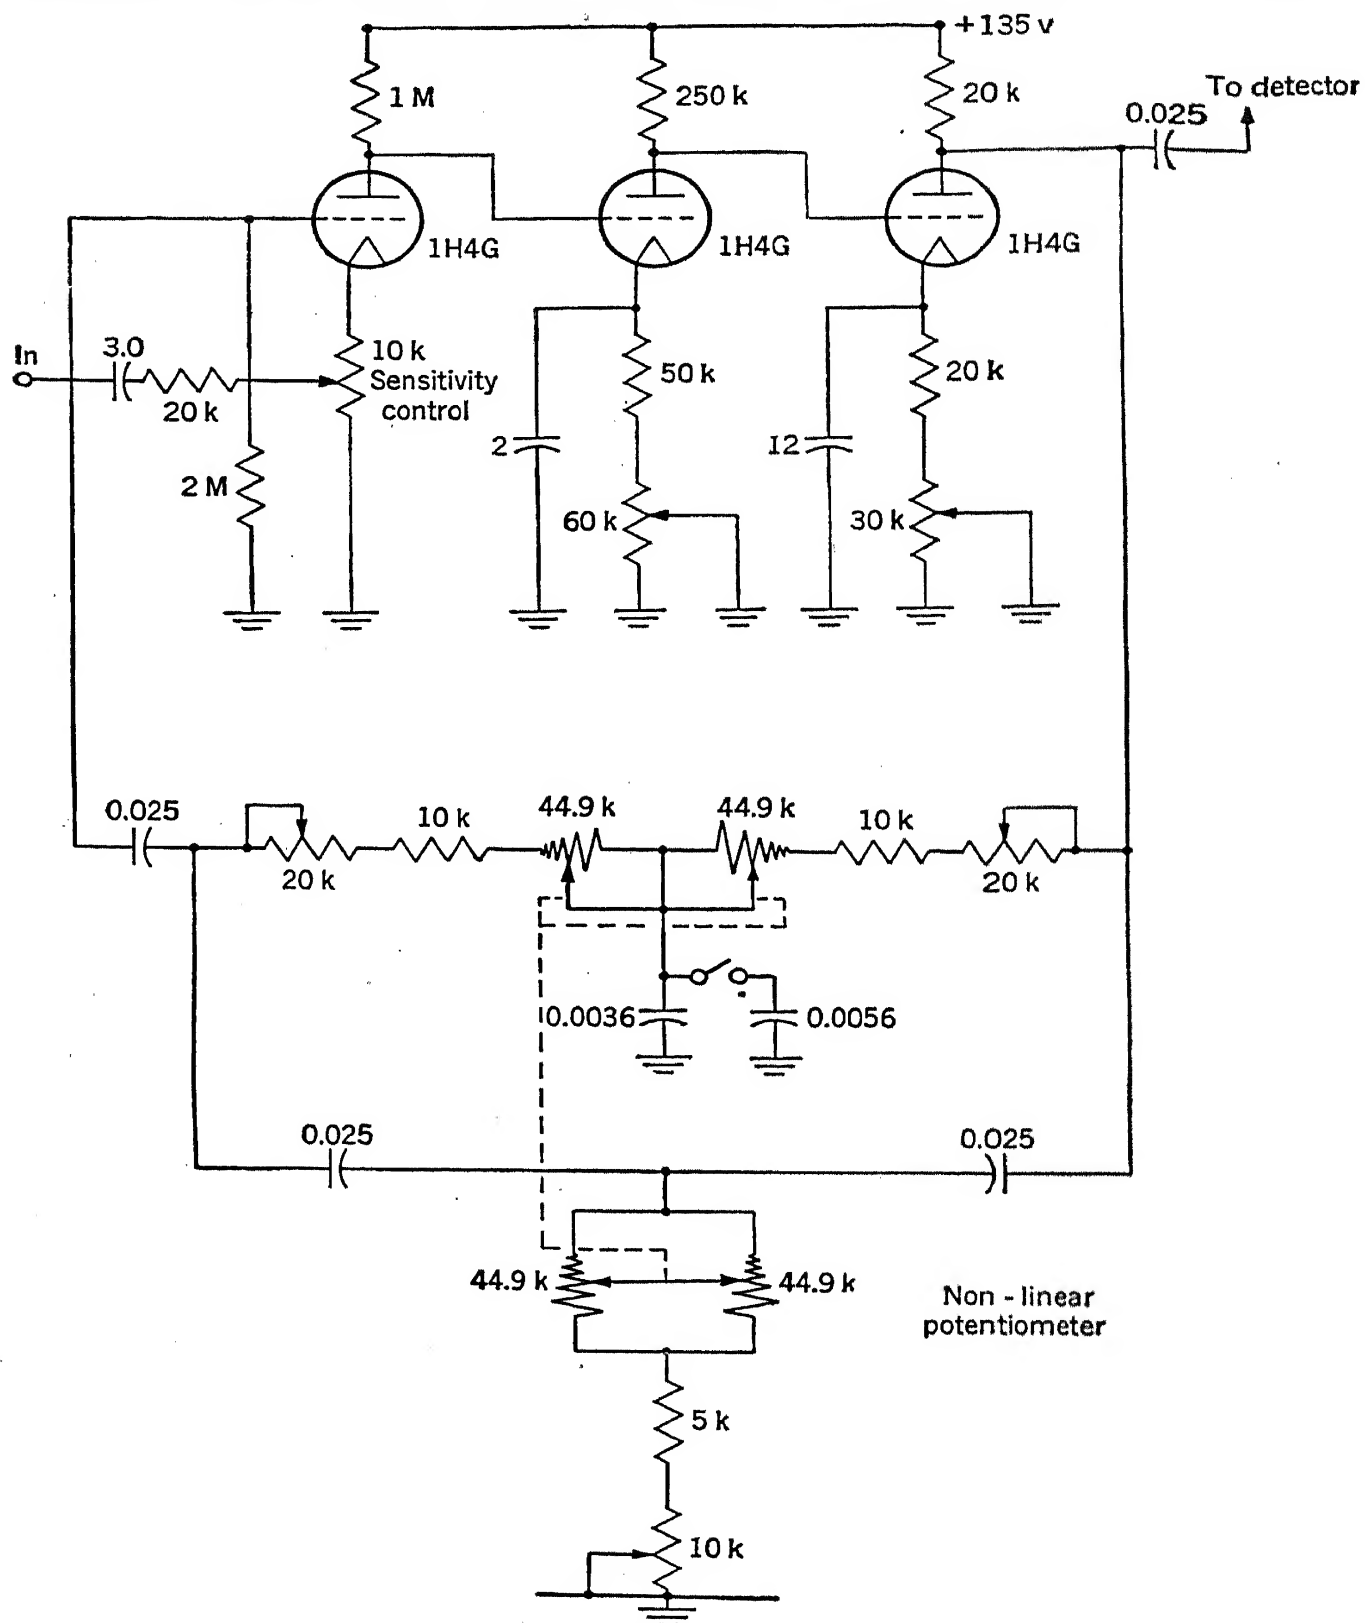 +135 v
1 M
250 k
20 k
To detector
0.025
1H4G
1H4G
1H4G
In
3.0
20 k
10 k
Sensitivity
control
2 M
50 k
2
60 k
20 k
12
30 k
0.025
20 k
10 k
44.9 k
44.9 k
10 k
20 k
0.0036
0.0056
0.025
0.025
44.9 k
44.9 k
Non - linear
potentiometer
5 k
10 k